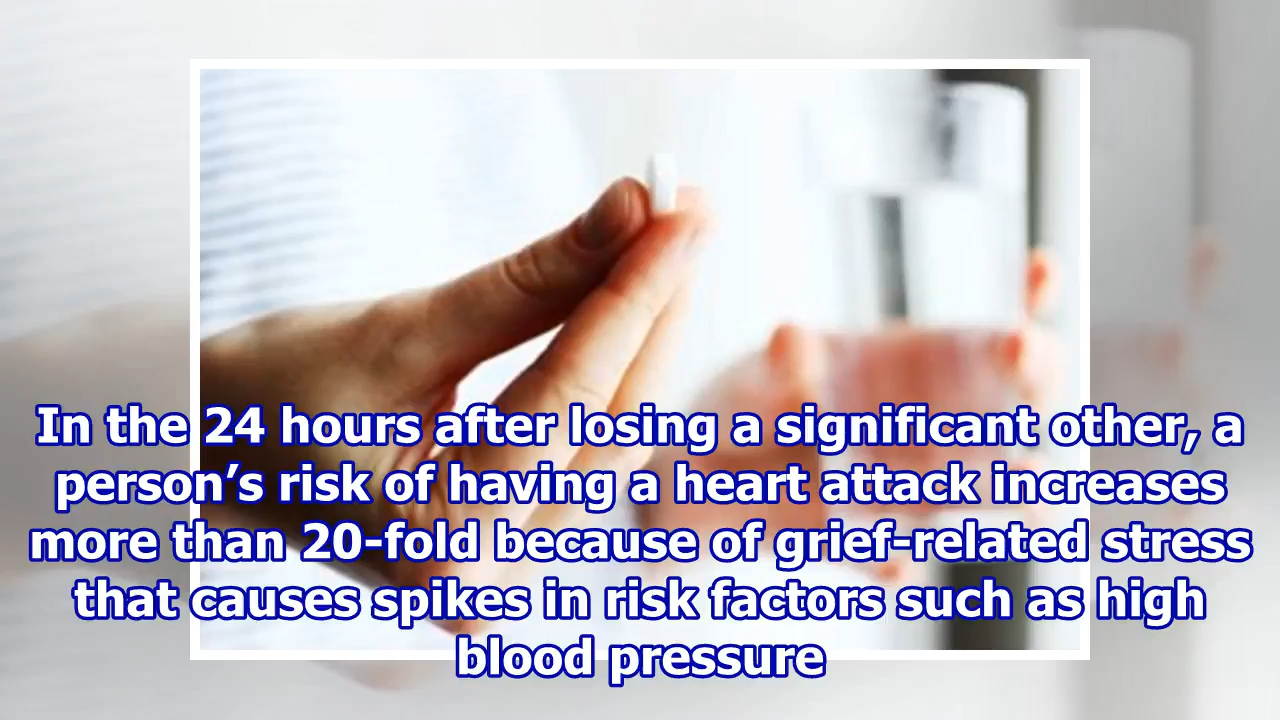 In the 24 hours after losing a significant other, a
person’s risk of having a heart attack increases
more than 20-fold because of grief-related stress
that causes spikes in risk factors such as high
blood pressure